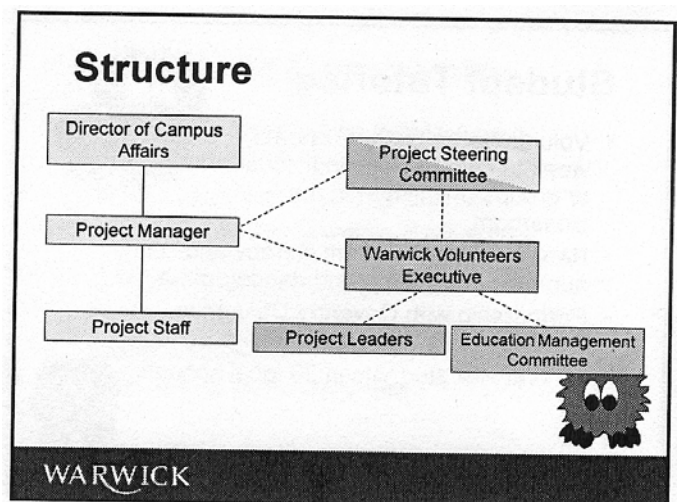 Structure
Director of Campus
Affairs
Project Steering
Committee
Project Manager
Warwick Volunteers
Executive
Project Staff
Project Leaders
Education Management
Committee
WARWICK